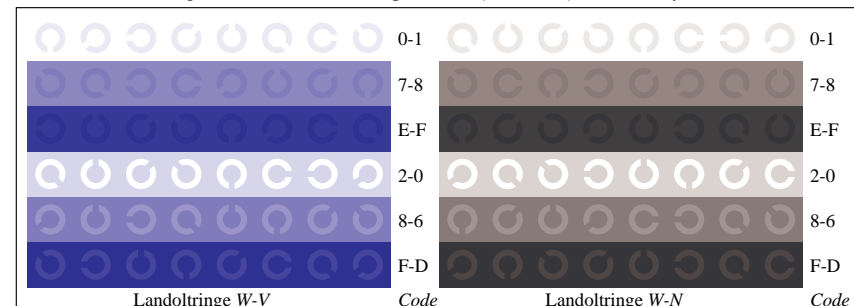 0-1 0-1
7-8 7-8
E-F E-F
2-0 2-0
8-6 8-6
F-D F-D
Landoltringe W-V Code Landoltringe W-N Code